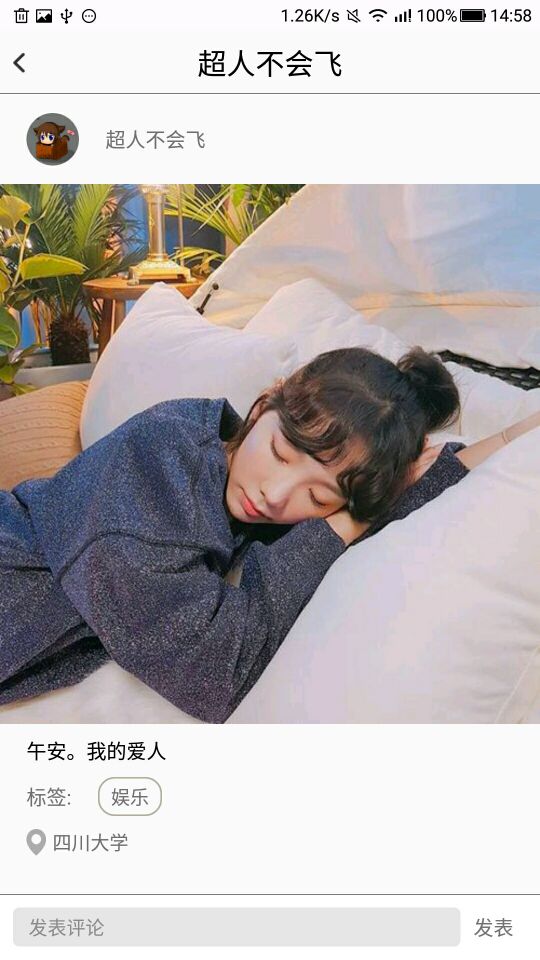 1.26K/s 100% 14:58
超人不会飞
超人不会飞
午安。我的爱人
标签: 娱乐
四川大学
发表评论 发表